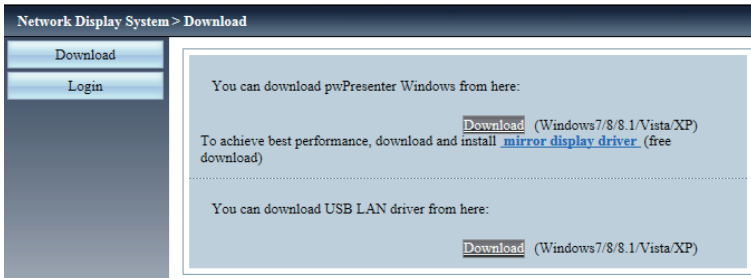 Network Display System > Download
Download
Login
You can download pwPresenter Windows from here:
Download (Windows7/8/8.1/Vista/XP)
To achieve best performance, download and install mirror display driver (free
download)
You can download USB LAN driver from here:
Download (Windows7/8/8.1/Vista/XP)